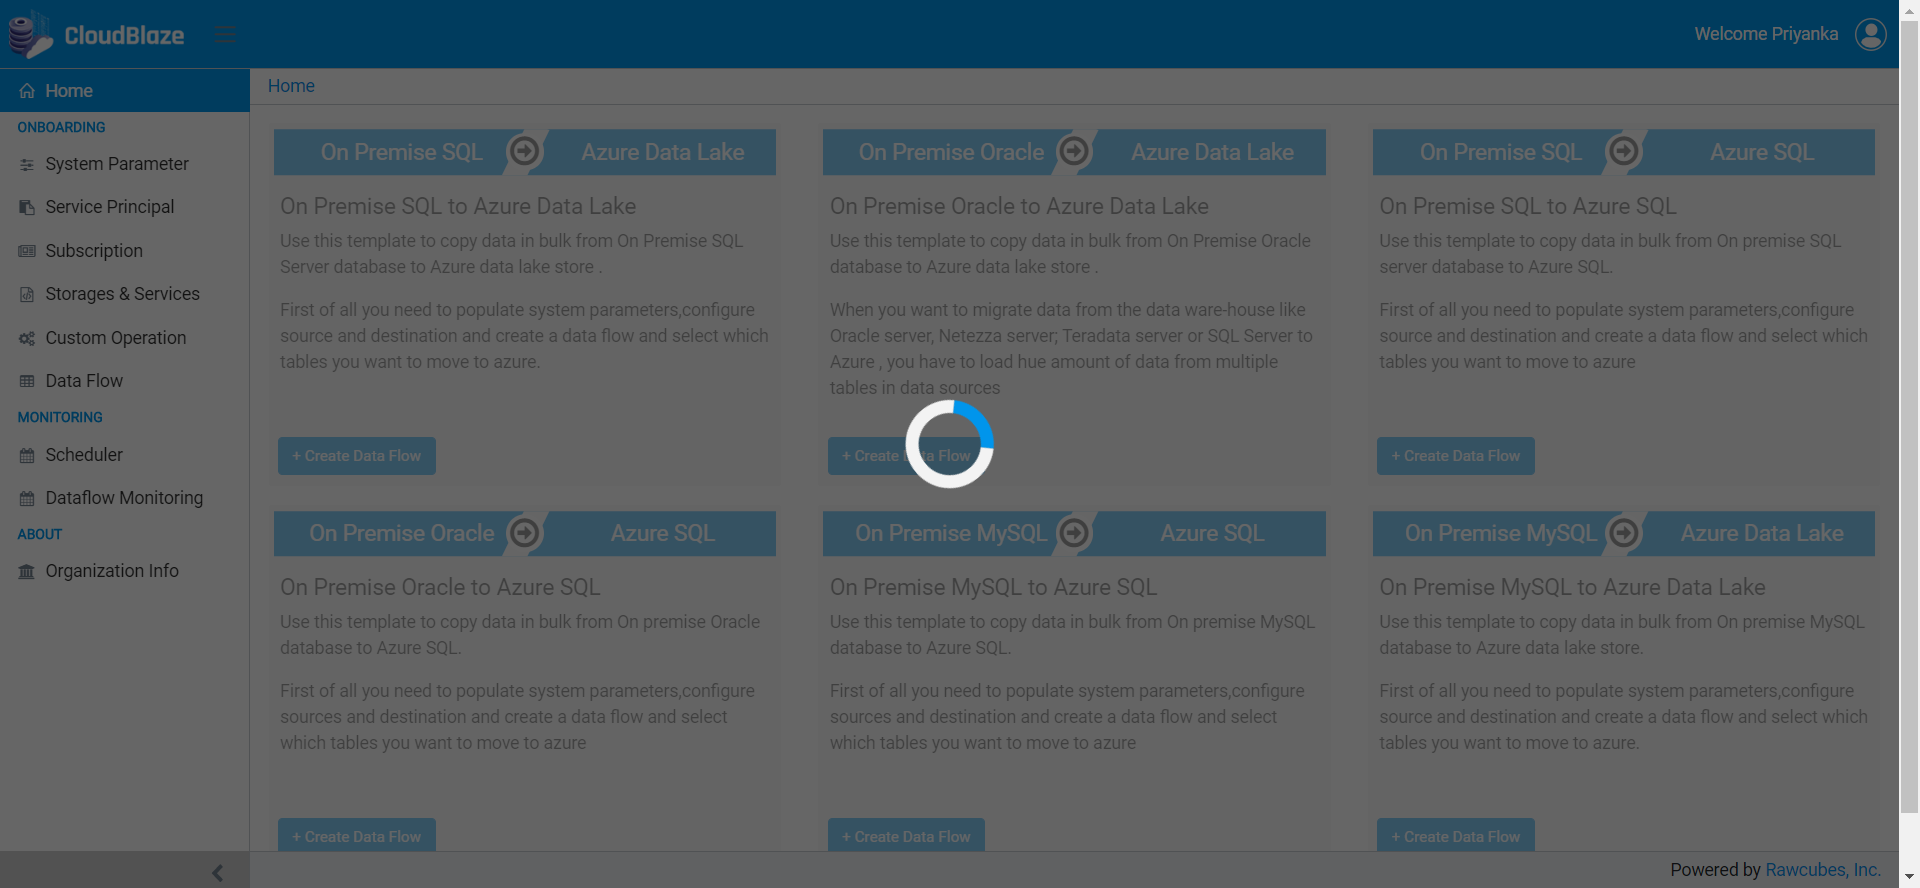 CloudBlaze
Welcome Priyanka
Home
ONBOARDING
System Parameter
Service Principal
Subscription
Storages & Services
Custom Operation
Data Flow
MONITORING
Scheduler
Dataflow Monitoring
ABOUT
Organization Info
Home
On Premise SQL Azure Data Lake
On Premise SQL to Azure Data Lake
Use this template to copy data in bulk from On Premise SQL
Server database to Azure data lake store .
First of all you need to populate system parameters,configure
source and destination and create a data flow and select which
tables you want to move to azure.
+ Create Data Flow
On Premise Oracle Azure Data Lake
On Premise Oracle to Azure Data Lake
Use this template to copy data in bulk from On Premise Oracle
database to Azure data lake store .
When you want to migrate data from the data ware-house like
Oracle server, Netezza server; Teradata server or SQL Server to
Azure , you have to load hue amount of data from multiple
tables in data sources
+ Create Data Flow
On Premise SQL Azure SQL
On Premise SQL to Azure SQL
Use this template to copy data in bulk from On premise SQL
server database to Azure SQL.
First of all you need to populate system parameters,configure
source and destination and create a data flow and select which
tables you want to move to azure
+ Create Data Flow
On Premise Oracle Azure SQL
On Premise Oracle to Azure SQL
Use this template to copy data in bulk from On premise Oracle
database to Azure SQL.
First of all you need to populate system parameters,configure
sources and destination and create a data flow and select
which tables you want to move to azure
+ Create Data Flow
On Premise MySQL Azure SQL
On Premise MySQL to Azure SQL
Use this template to copy data in bulk from On premise MySQL
database to Azure SQL.
First of all you need to populate system parameters,configure
sources and destination and create a data flow and select
which tables you want to move to azure
+ Create Data Flow
On Premise MySQL Azure Data Lake
On Premise MySQL to Azure Data Lake
Use this template to copy data in bulk from On premise MySQL
database to Azure data lake store.
First of all you need to populate system parameters,configure
source and destination and create a data flow and select which
tables you want to move to azure.
+ Create Data Flow
Powered by Rawcubes, Inc.